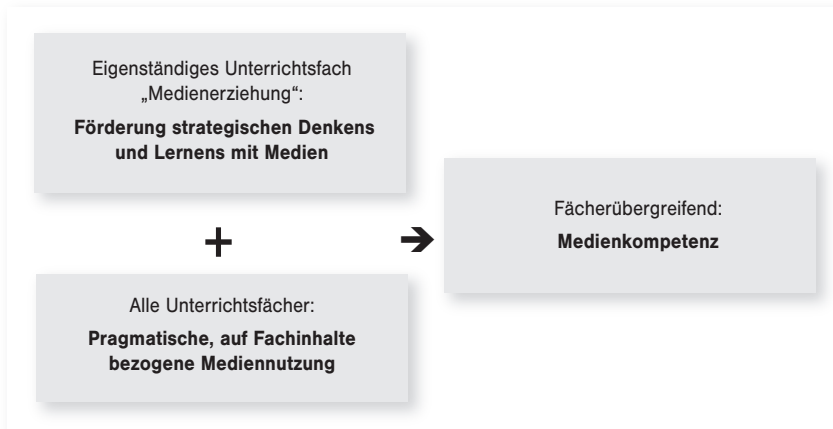 Eigenständiges Unterrichtsfach
„Medienerziehung“:
Förderung strategischen Denkens
und Lernens mit Medien
+
Alle Unterrichtsfächer:
Pragmatische, auf Fachinhalte
bezogene Mediennutzung
➔
Fächerübergreifend:
Medienkompetenz